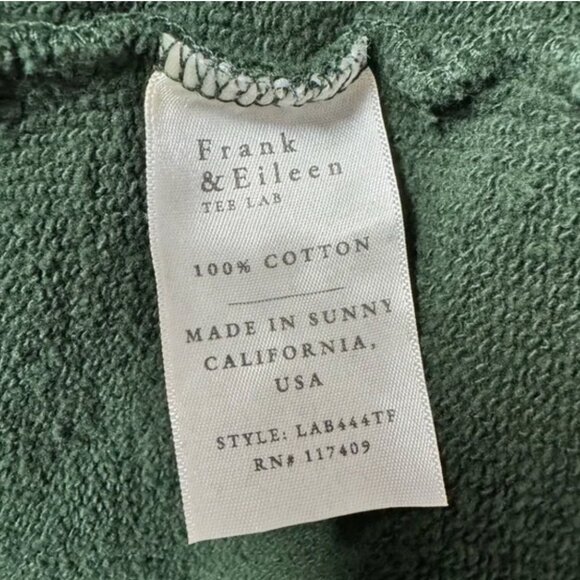 Frank
& Eileen
TEE LAB
100% COTTON
MADE IN SUNNY
CALIFORNIA,
USA
STYLE: LAB444TF
RN# 117409